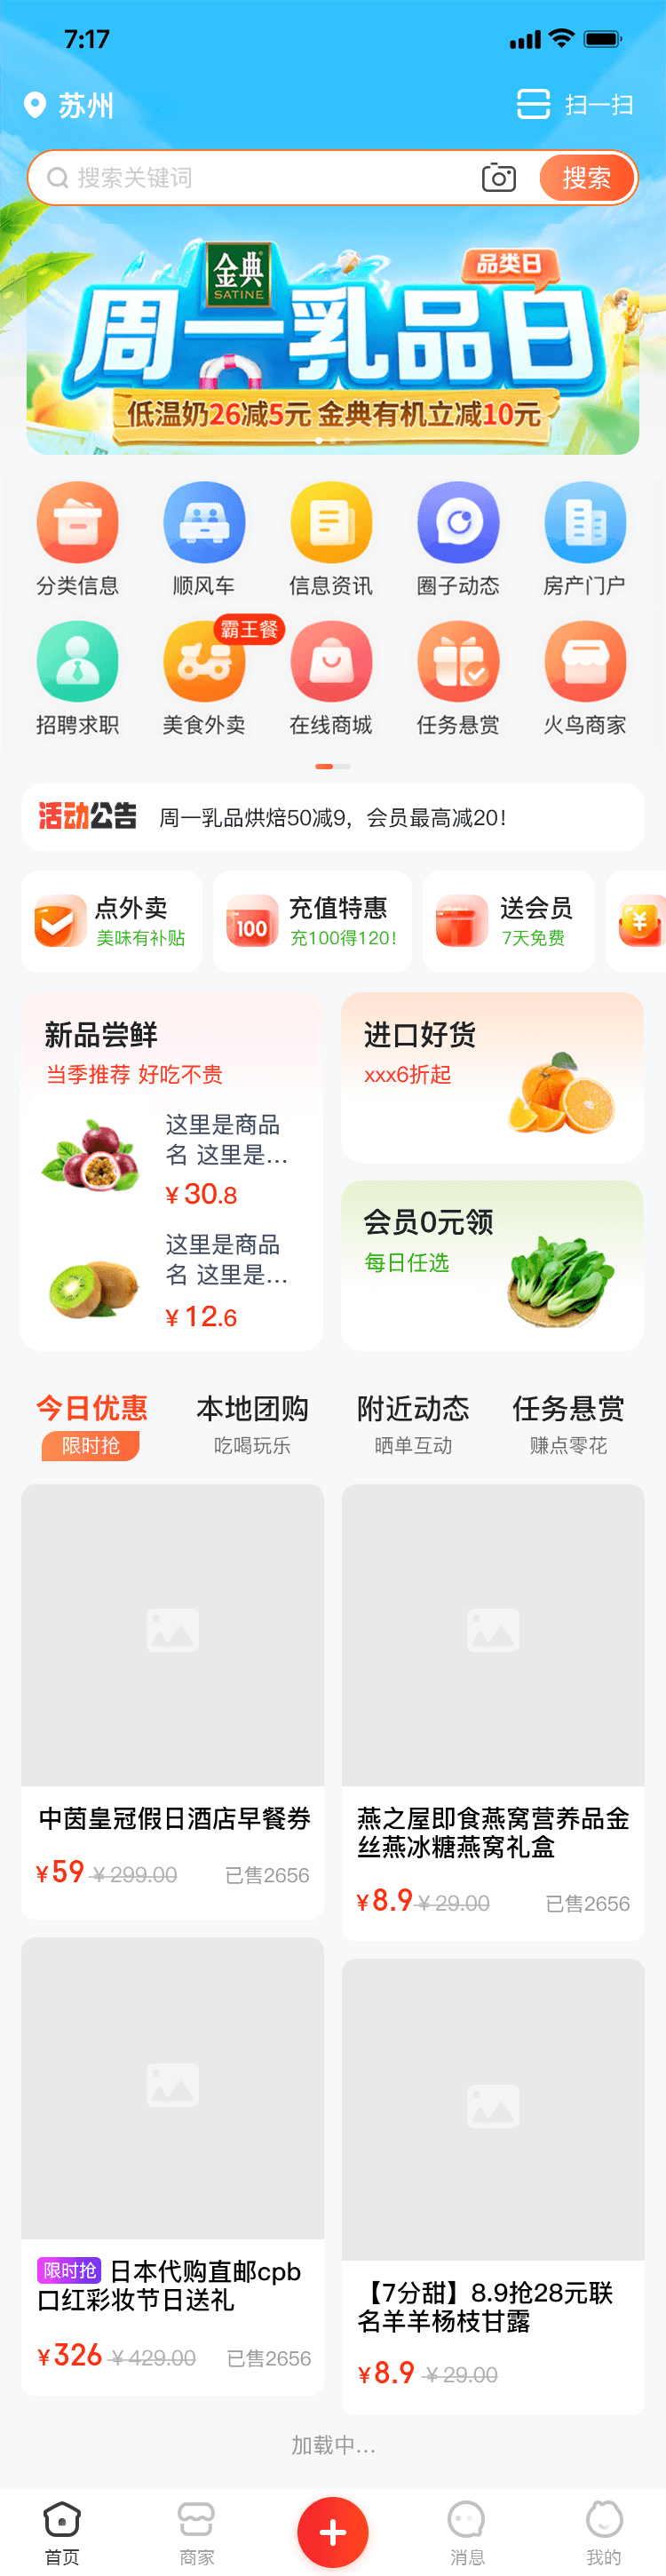 7:17
苏州
扫一扫
搜索关键词
搜索
金典
SATINE
品类日
周一乳品日
低温奶26减5元 金典有机立减10元
分类信息
顺风车
信息资讯
圈子动态
房产门户
霸王餐
招聘求职
美食外卖
在线商城
任务悬赏
火鸟商家
活动公告
周一乳品烘焙50减9，会员最高减20！
点外卖
美味有补贴
100
充值特惠
充100得120！
送会员
7天免费
¥
新品尝鲜
当季推荐 好吃不贵
这里是商品
名 这里是...
¥30.8
这里是商品
名 这里是...
¥12.6
进口好货
xxx6折起
会员0元领
每日任选
今日优惠
限时抢
本地团购
吃喝玩乐
附近动态
晒单互动
任务悬赏
赚点零花
中茵皇冠假日酒店早餐券
¥59 ¥299.00 已售2656
燕之屋即食燕窝营养品金
丝燕冰糖燕窝礼盒
¥8.9 ¥29.00 已售2656
限时抢 日本代购直邮cpb
口红彩妆节日送礼
¥326 ¥429.00 已售2656
【7分甜】8.9抢28元联
名羊羊杨枝甘露
¥8.9 ¥29.00
加载中...
首页
商家
消息
我的